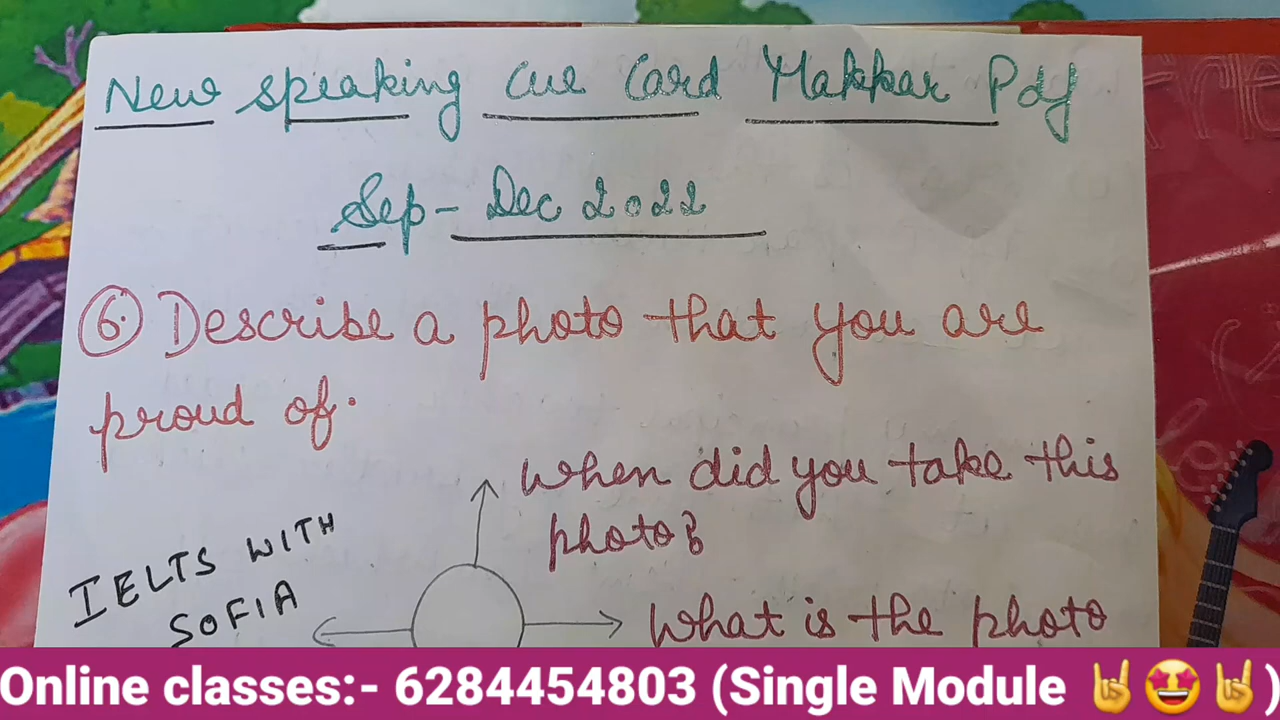 New speaking Cue Card Makkar Pdf
Sep - Dec 2022
6. Describe a photo that you are
proud of.
When did you take this
photo?
What is the photo
IELTS WITH
SOFIA
Online classes:- 6284454803 (Single Module 🤘🤩🤘)